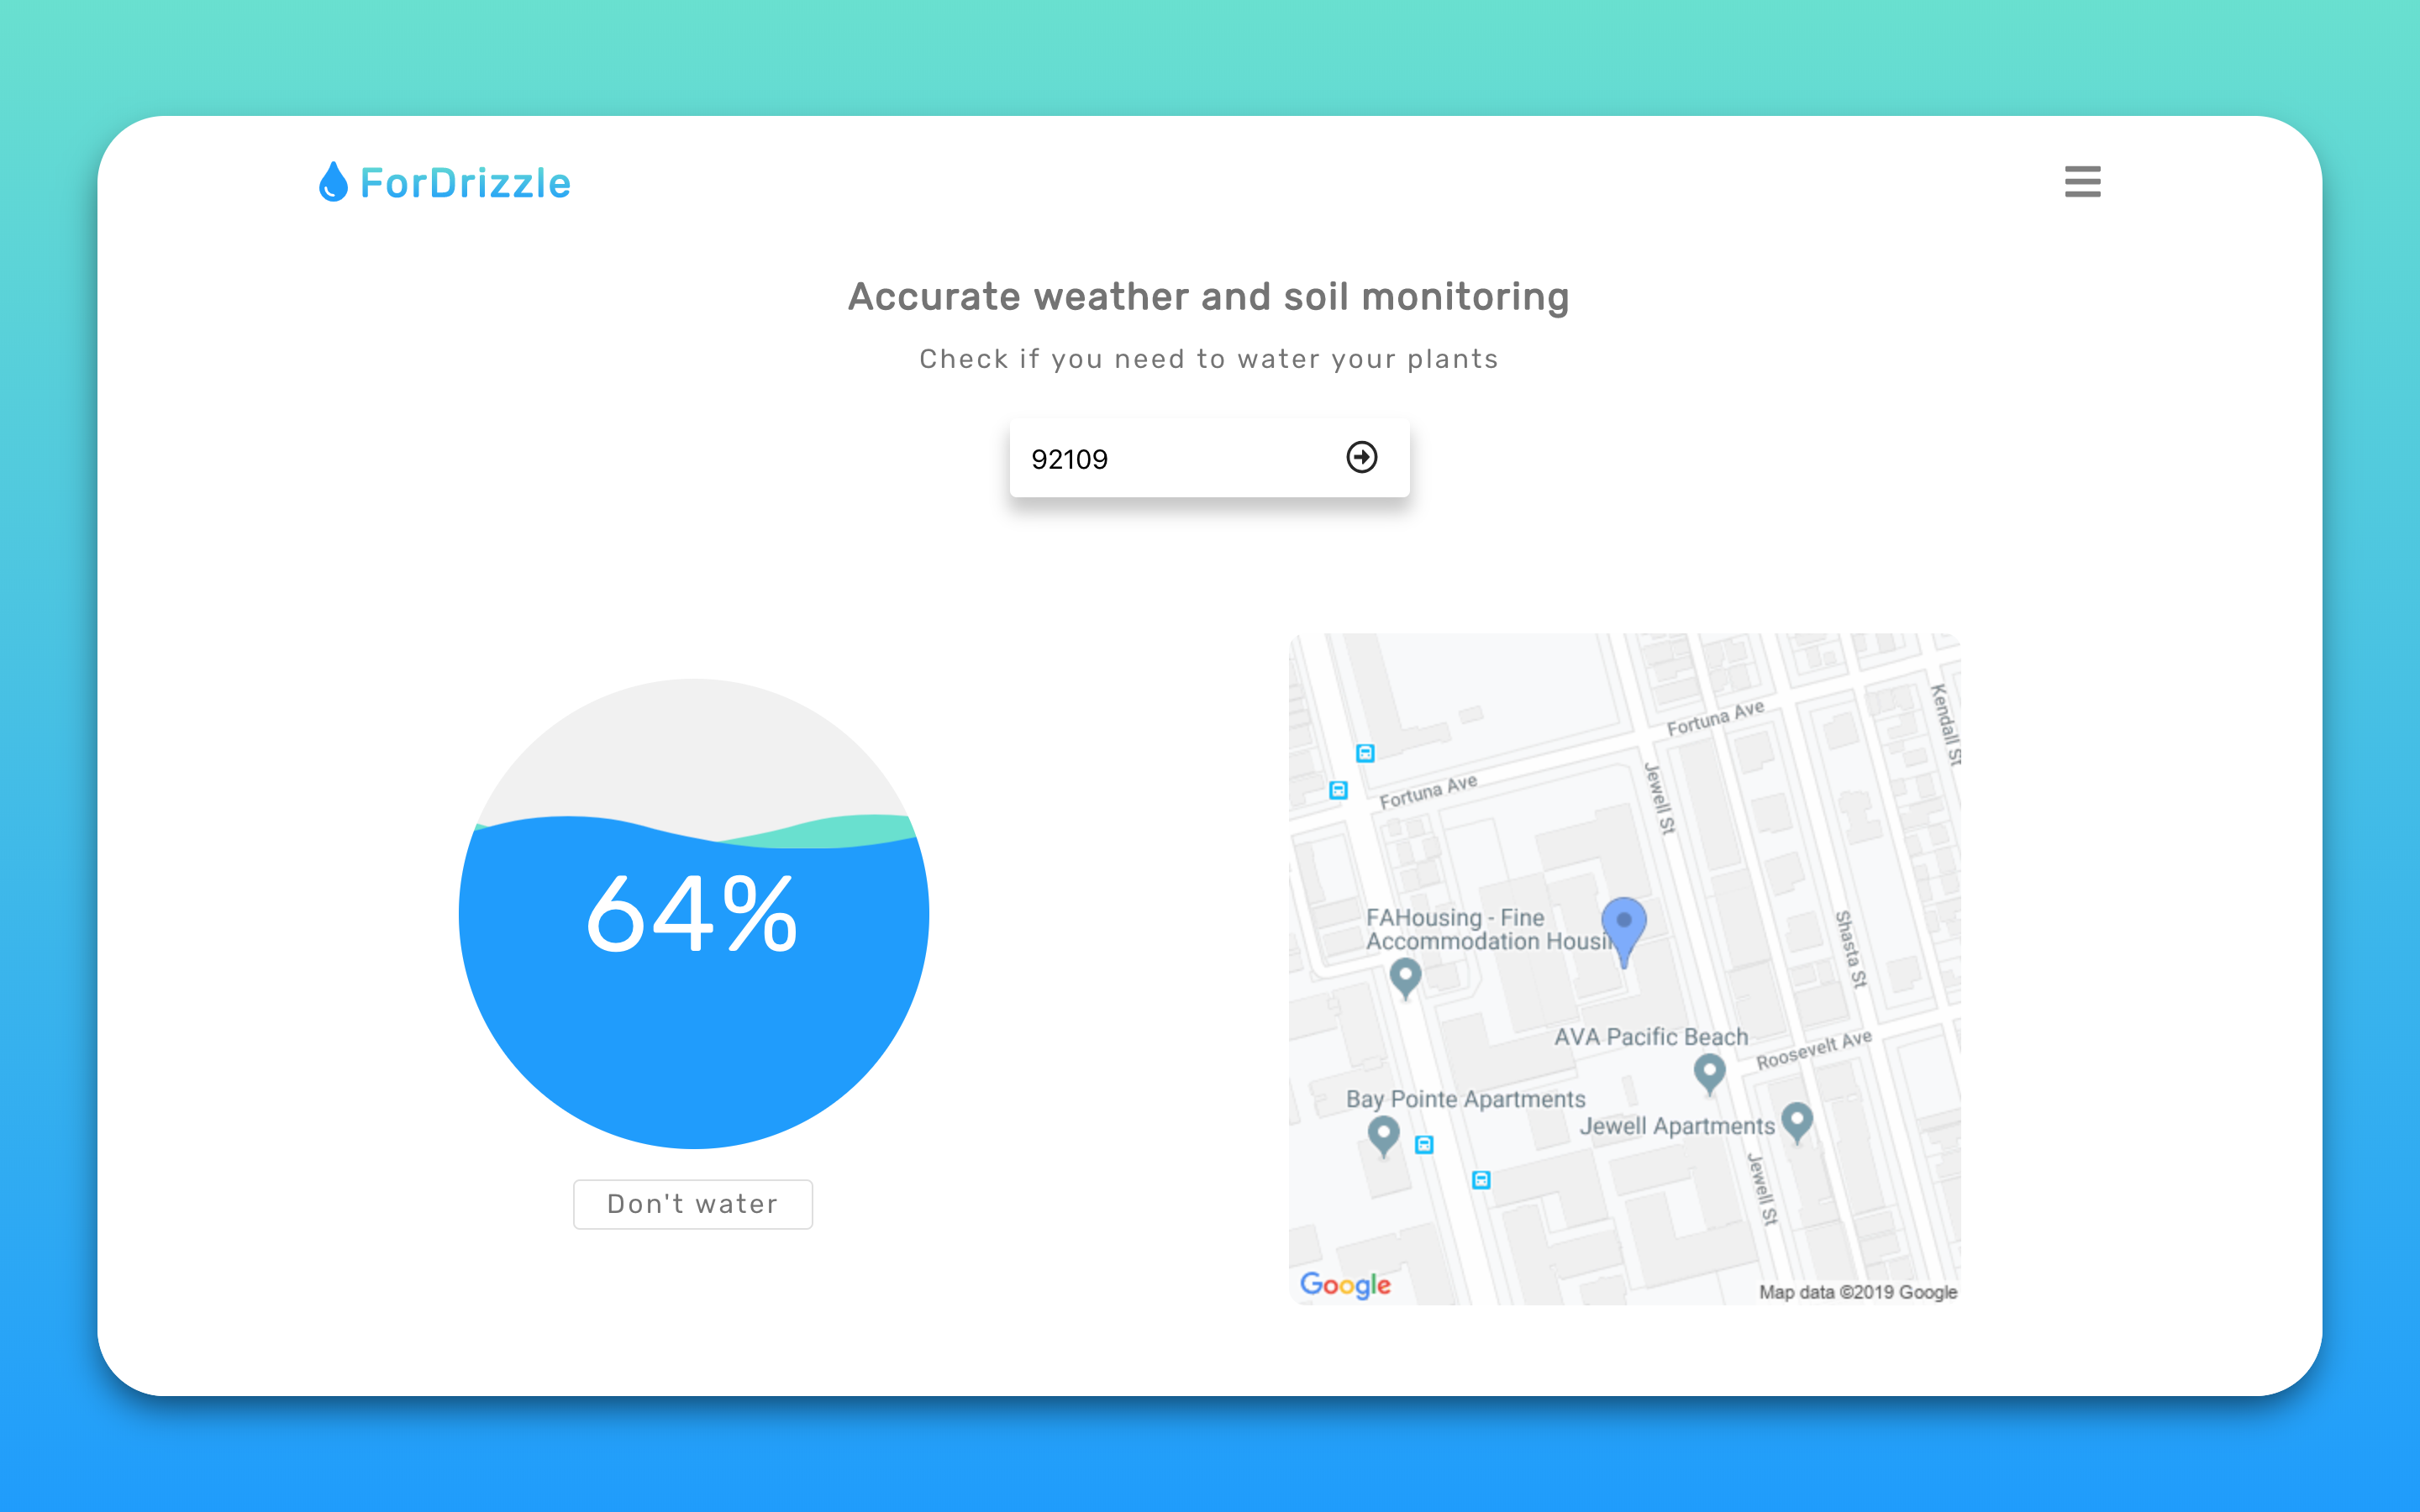 ForDrizzle
Accurate weather and soil monitoring
Check if you need to water your plants
92109
64%
Don't water
Kendall St
Fortuna Ave
Fortuna Ave
Jewell St
FAHousing - Fine
Accommodation Housi
Shasta St
AVA Pacific Beach
Roosevelt Ave
Bay Pointe Apartments
Jewell Apartments
Jewell St
Google
Map data ©2019 Google